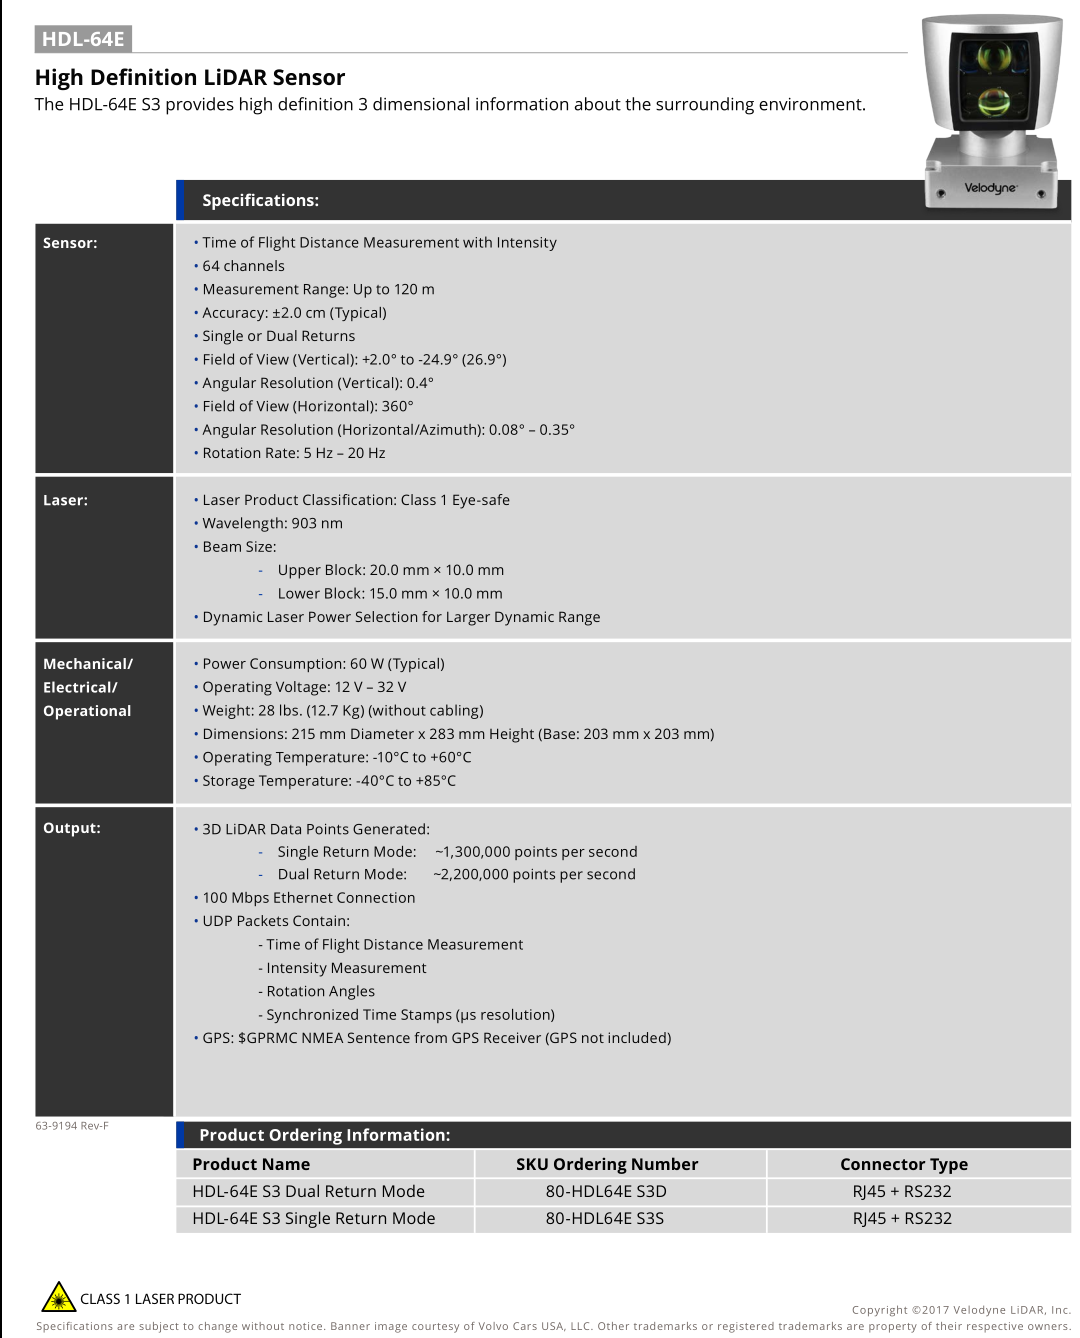 HDL-64E
High Definition LiDAR Sensor
The HDL-64E S3 provides high definition 3 dimensional information about the surrounding environment.
Velodyne
Specifications:
Sensor:
• Time of Flight Distance Measurement with Intensity
• 64 channels
• Measurement Range: Up to 120 m
• Accuracy: ±2.0 cm (Typical)
• Single or Dual Returns
• Field of View (Vertical): +2.0° to -24.9° (26.9°)
• Angular Resolution (Vertical): 0.4°
• Field of View (Horizontal): 360°
• Angular Resolution (Horizontal/Azimuth): 0.08° – 0.35°
• Rotation Rate: 5 Hz – 20 Hz
Laser:
• Laser Product Classification: Class 1 Eye-safe
• Wavelength: 903 nm
• Beam Size:
- Upper Block: 20.0 mm × 10.0 mm
- Lower Block: 15.0 mm × 10.0 mm
• Dynamic Laser Power Selection for Larger Dynamic Range
Mechanical/
Electrical/
Operational
• Power Consumption: 60 W (Typical)
• Operating Voltage: 12 V – 32 V
• Weight: 28 lbs. (12.7 Kg) (without cabling)
• Dimensions: 215 mm Diameter x 283 mm Height (Base: 203 mm x 203 mm)
• Operating Temperature: -10°C to +60°C
• Storage Temperature: -40°C to +85°C
Output:
• 3D LiDAR Data Points Generated:
- Single Return Mode: ~1,300,000 points per second
- Dual Return Mode: ~2,200,000 points per second
• 100 Mbps Ethernet Connection
• UDP Packets Contain:
- Time of Flight Distance Measurement
- Intensity Measurement
- Rotation Angles
- Synchronized Time Stamps (µs resolution)
• GPS: $GPRMC NMEA Sentence from GPS Receiver (GPS not included)
63-9194 Rev-F
Product Ordering Information:
Product Name SKU Ordering Number Connector Type
HDL-64E S3 Dual Return Mode 80-HDL64E S3D RJ45 + RS232
HDL-64E S3 Single Return Mode 80-HDL64E S3S RJ45 + RS232
CLASS 1 LASER PRODUCT
Copyright ©2017 Velodyne LiDAR, Inc.
Specifications are subject to change without notice. Banner image courtesy of Volvo Cars USA, LLC. Other trademarks or registered trademarks are property of their respective owners.